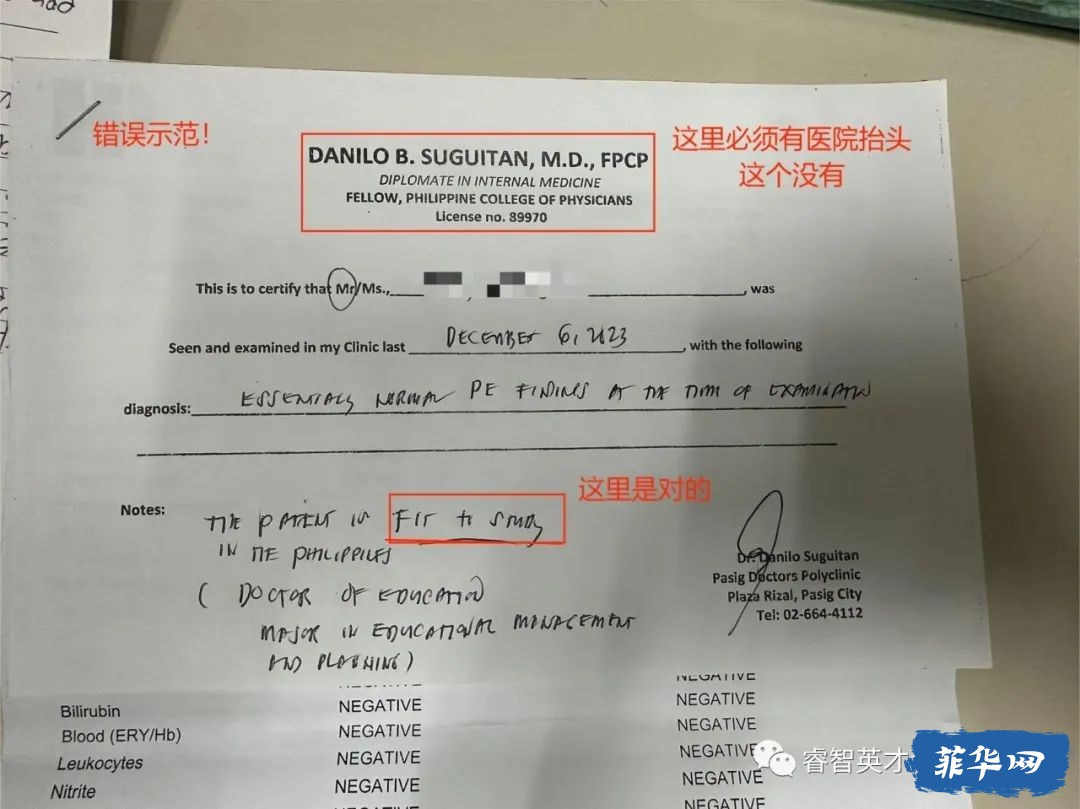 错误示范!
DANILO B. SUGUITAN, M.D., FPCP
DIPLOMATE IN INTERNAL MEDICINE
FELLOW, PHILIPPINE COLLEGE OF PHYSICIANS
License no. 89970
这里必须有医院抬头
这个没有
This is to certify that Mr/Ms., was
Seen and examined in my Clinic last DECEMBER 6, 2023, with the following
diagnosis: ESSENTIALLY NORMAL PE FINDINGS AT THE TIME OF EXAMINATION
这里是对的
Notes: THE PATIENT IS FIT to STUDY
IN THE PHILIPPINES
( DOCTOR OF EDUCATION
MAJOR IN EDUCATIONAL MANAGEMENT
AND PLANNING)
Dr. Danilo Suguitan
Pasig Doctors Polyclinic
Plaza Rizal, Pasig City
Tel: 02-664-4112
NEGATIVE
Bilirubin NEGATIVE NEGATIVE
Blood (ERY/Hb) NEGATIVE NEGATIVE
Leukocytes NEGATIVE NEGATIVE
Nitrite NEGATIVE NEGATIVE
NEGATIVE NEGATIVE
睿智英才
菲华网